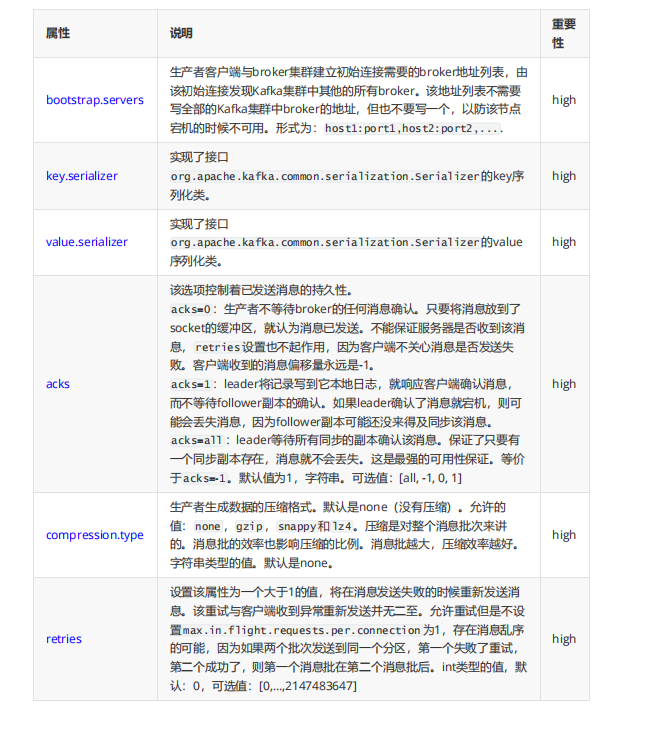 属性 说明 重要
性
bootstrap.servers 生产者客户端与broker集群建立初始连接需要的broker地址列表，由
该初始连接发现Kafka集群中其他的所有broker。该地址列表不需要
写全部的Kafka集群中broker的地址，但也不要写一个，以防该节点
宕机的时候不可用。形式为：host1:port1,host2:port2,....
high
key.serializer 实现了接口
org.apache.kafka.common.serialization.Serializer的key序
列化类。
high
value.serializer 实现了接口
org.apache.kafka.common.serialization.Serializer的value
序列化类。
high
acks 该选项控制着已发送消息的持久性。
acks=0：生产者不等待broker的任何消息确认。只要将消息放到了
socket的缓冲区，就认为消息已发送。不能保证服务器是否收到该消
息，retries设置也不起作用，因为客户端不关心消息是否发送失
败。客户端收到的消息偏移量永远是-1。
acks=1：leader将记录写到它本地日志，就响应客户端确认消息，
而不等待follower副本的确认。如果leader确认了消息就宕机，则可
能会丢失消息，因为follower副本可能还没来得及同步该消息。
acks=all：leader等待所有同步的副本确认该消息。保证了只要有
一个同步副本存在，消息就不会丢失。这是最强的可用性保证。等价
于acks=-1。默认值为1，字符串。可选值：[all, -1, 0, 1]
high
compression.type 生产者生成数据的压缩格式。默认是none（没有压缩）。允许的
值：none，gzip，snappy和lz4。压缩是对整个消息批次来讲
的。消息批的效率也影响压缩的比例。消息批越大，压缩效率越好。
字符串类型的值。默认是none。
high
retries 设置该属性为一个大于1的值，将在消息发送失败的时候重新发送消
息。该重试与客户端收到异常重新发送并无二至。允许重试但是不设
置max.in.flight.requests.per.connection为1，存在消息乱序
的可能，因为如果两个批次发送到同一个分区，第一个失败了重试，
第二个成功了，则第一个消息批在第二个消息批后。int类型的值，默
认：0，可选值：[0,...,2147483647]
high